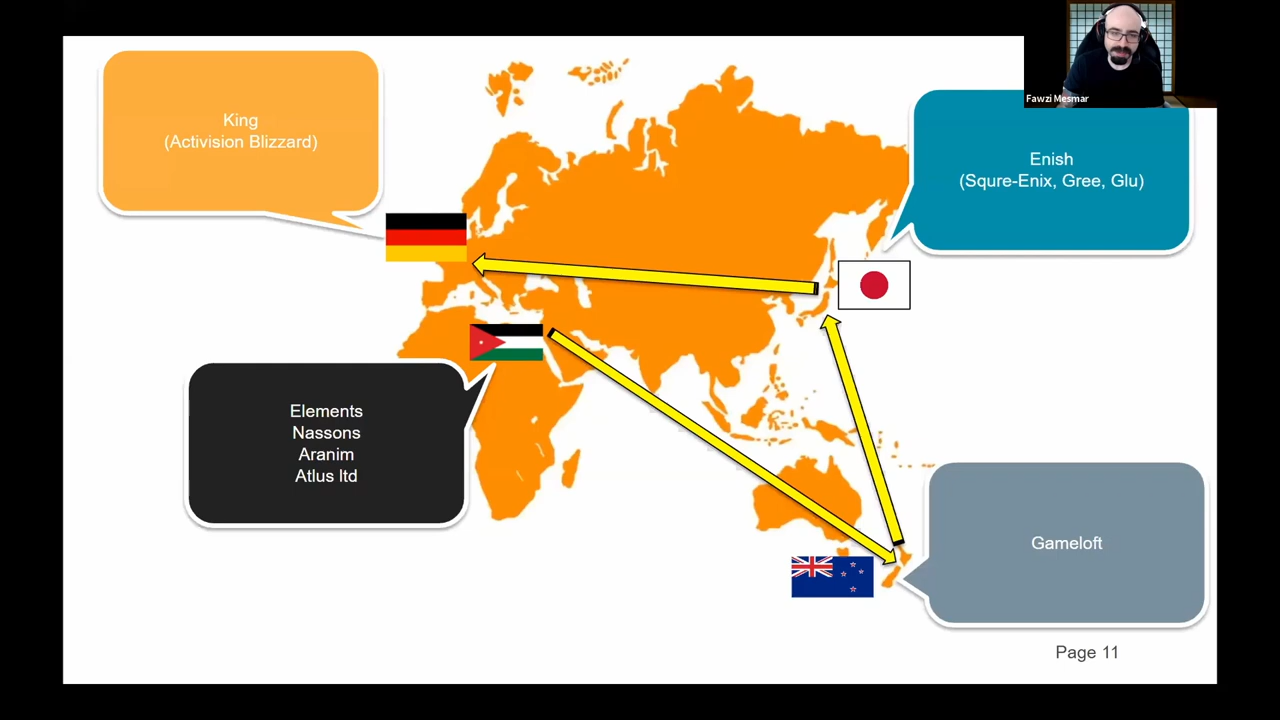 King
(Activision Blizzard)
Fawzi Mesmar
Enish
(Squre-Enix, Gree, Glu)
Elements
Nassons
Aranim
Atlus ltd
Gameloft
Page 11